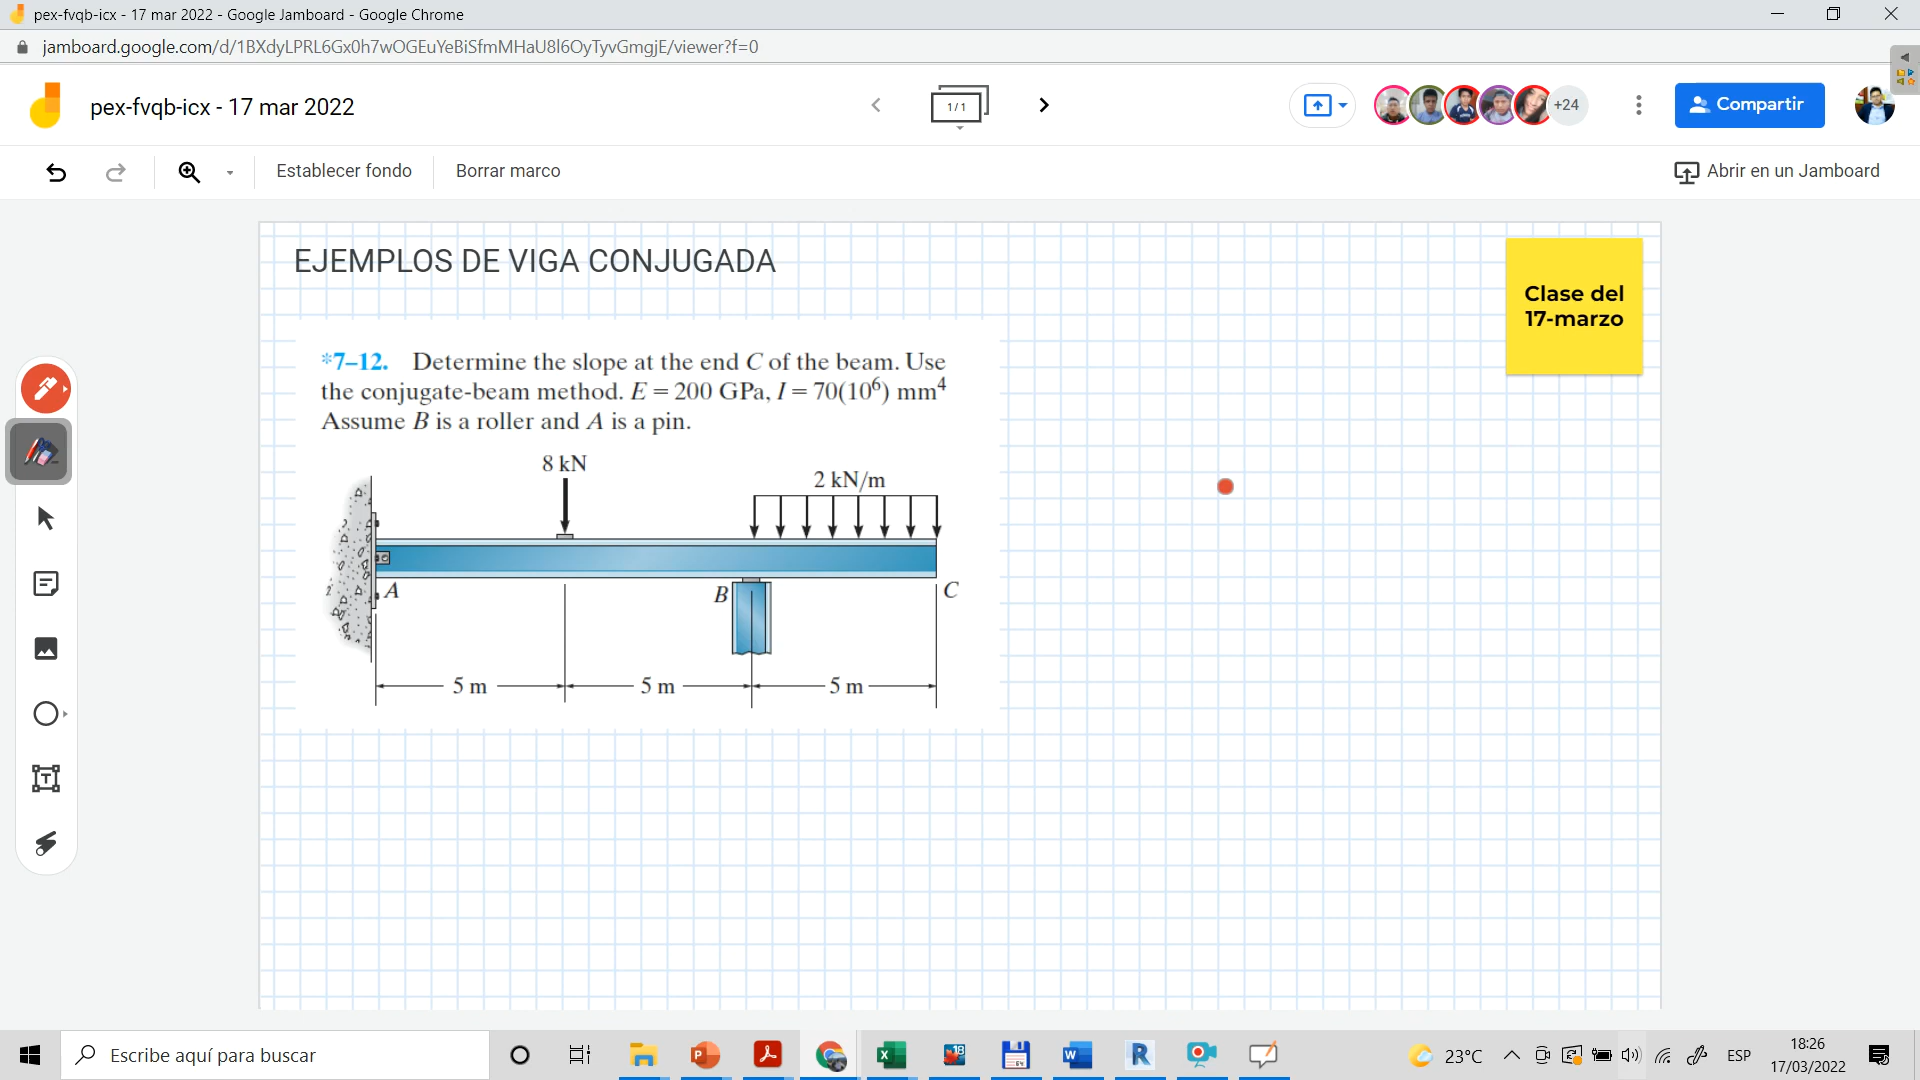 pex-fvqb-icx - 17 mar 2022 - Google Jamboard - Google Chrome
jamboard.google.com/d/1BXdyLPRL6Gx0h7wOGEuYeBiSfmMHaU8l6OyTyvGmgjE/viewer?f=0
pex-fvqb-icx - 17 mar 2022
1 / 1
+24
Compartir
Establecer fondo
Borrar marco
Abrir en un Jamboard
EJEMPLOS DE VIGA CONJUGADA
Clase del
17-marzo
*7–12. Determine the slope at the end C of the beam. Use
the conjugate-beam method. E = 200 GPa, I = 70(10⁶) mm⁴
Assume B is a roller and A is a pin.
8 kN
2 kN/m
A
B
C
5 m
5 m
5 m
Escribe aquí para buscar
18
23°C
ESP
18:26
17/03/2022